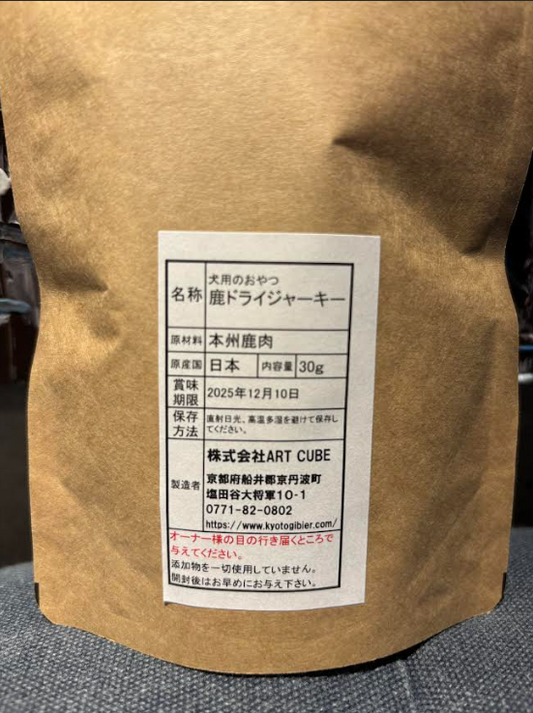 名称 犬用のおやつ
鹿ドライジャーキー
原材料 本州鹿肉
原産国 日本 内容量 30g
賞味期限 2025年12月10日
保存方法 直射日光、高温多湿を避けて保存し
てください。
製造者 株式会社ART CUBE
京都府船井郡京丹波町
塩田谷大将軍10-1
0771-82-0802
https://www.kyotogibier.com/
オーナー様の目の行き届くところで
与えてください。
添加物を一切使用していません。
開封後はお早めにお与え下さい。